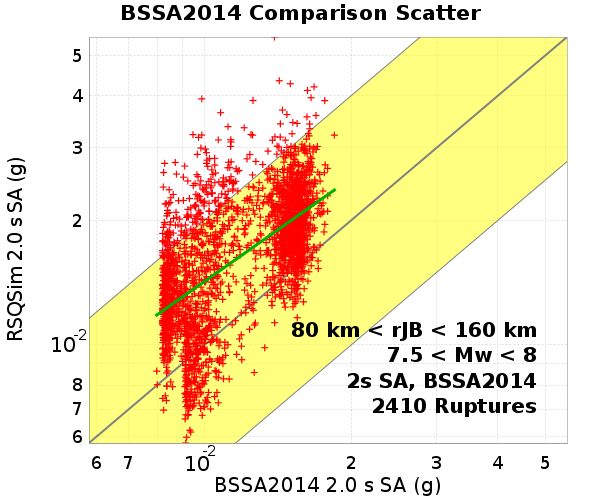 BSSA2014 Comparison Scatter
RSQSim 2.0 s SA (g)
5
4
3
2
10-2
8
7
6
80 km < rJB < 160 km
7.5 < Mw < 8
2s SA, BSSA2014
2410 Ruptures
6 7 10-2 2 3 4 5
BSSA2014 2.0 s SA (g)